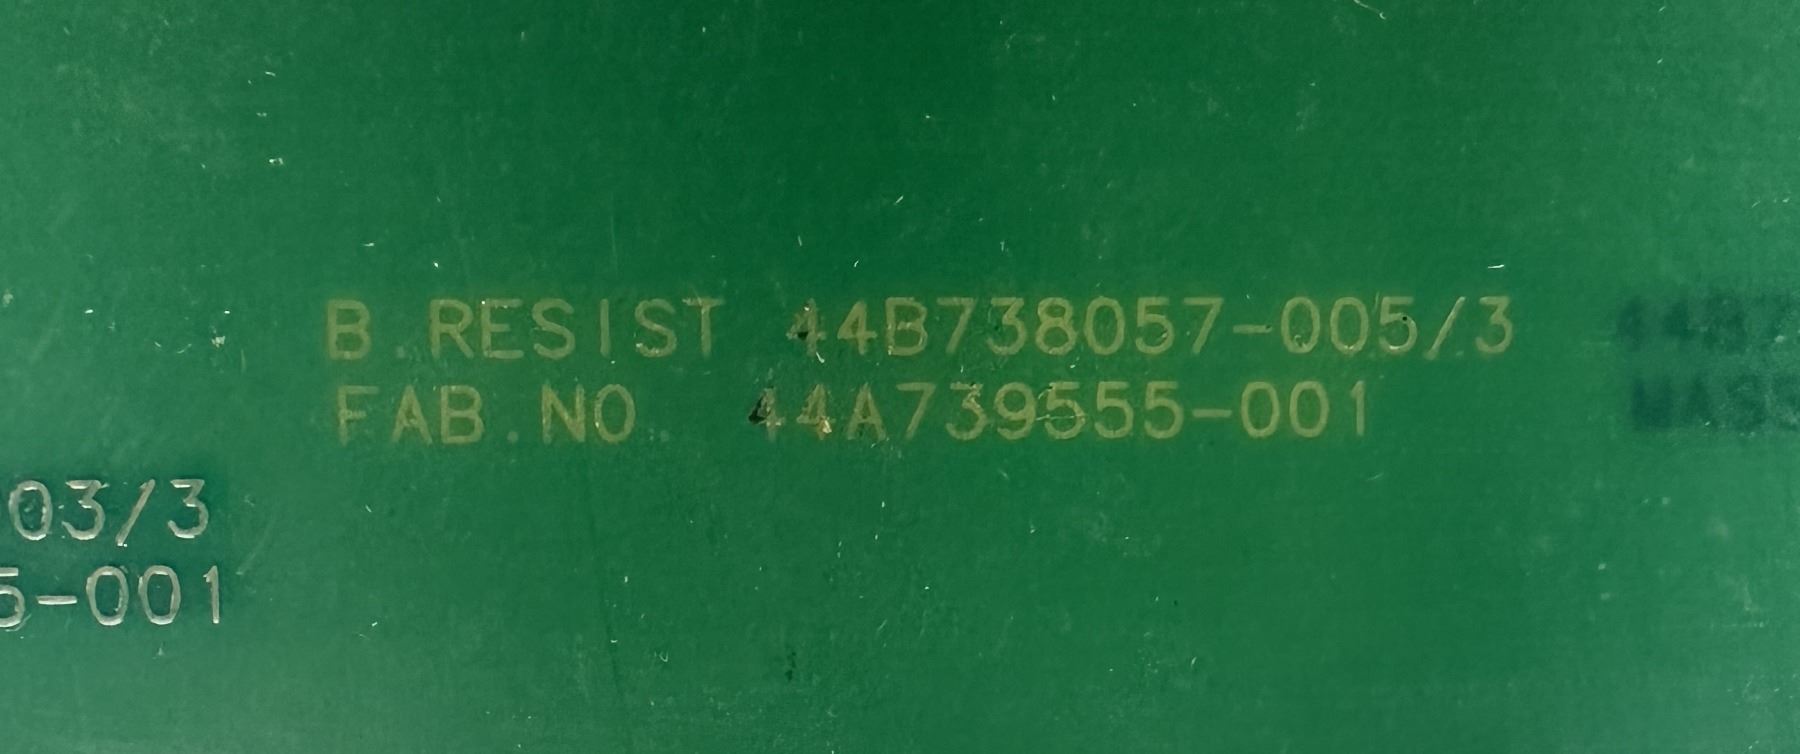 B.RESIST 44B738057-005/3
FAB.NO 44A739555-001
03/3
5-001